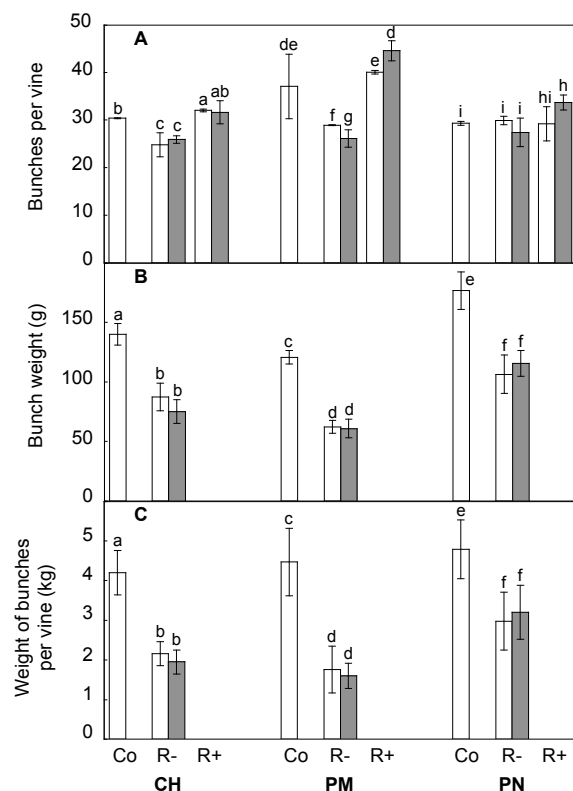 50
A
Bunches per vine
40
30
20
10
0
b
c c
a ab
de
f g
e d
i
i i
hi h
B
Bunch weight (g)
150
100
50
0
a
b b
c
d d
e
f f
C
Weight of bunches
per vine (kg)
5
4
3
2
1
0
a
b b
c
d d
e
f f
Co R- R+ Co R- R+ Co R- R+
CH PM PN